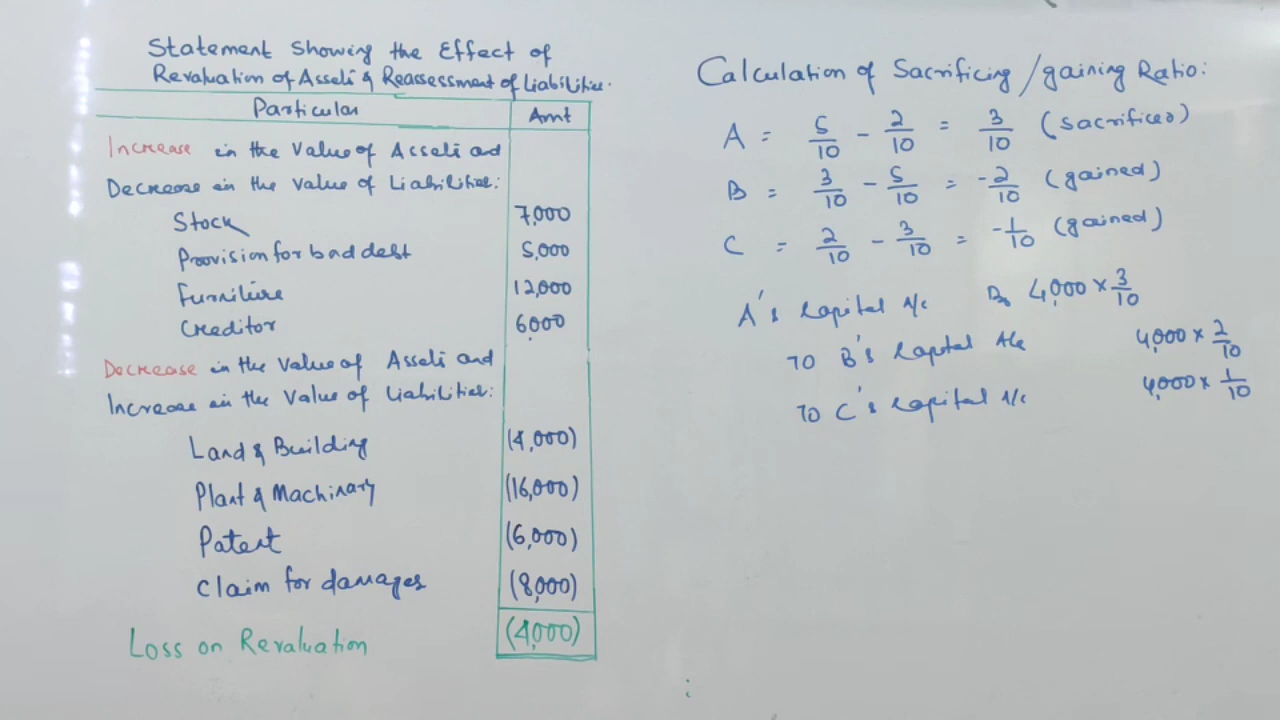 Statement Showing the Effect of
Revaluation of Assets & Reassessment of Liabilities.
Particular Amt
Increase in the Value of Assets and
Decrease in the Value of Liabilities:
Stock 7,000
Provision for bad debt 5,000
Furniture 12,000
Creditor 6,000
Decrease in the Value of Assets and
Increase in the Value of Liabilities:
Land & Building (4,000)
Plant & Machinary (16,000)
Patent (6,000)
Claim for damages (8,000)
Loss on Revaluation (4,000)
Calculation of Sacrificing/gaining Ratio:
A = 5/10 - 2/10 = 3/10 (sacrificed)
B = 3/10 - 5/10 = -2/10 (gained)
C = 2/10 - 3/10 = -1/10 (gained)
A's Capital A/c Dr 4,000 × 3/10
To B's Capital A/c 4,000 × 2/10
To C's Capital A/c 4,000 × 1/10